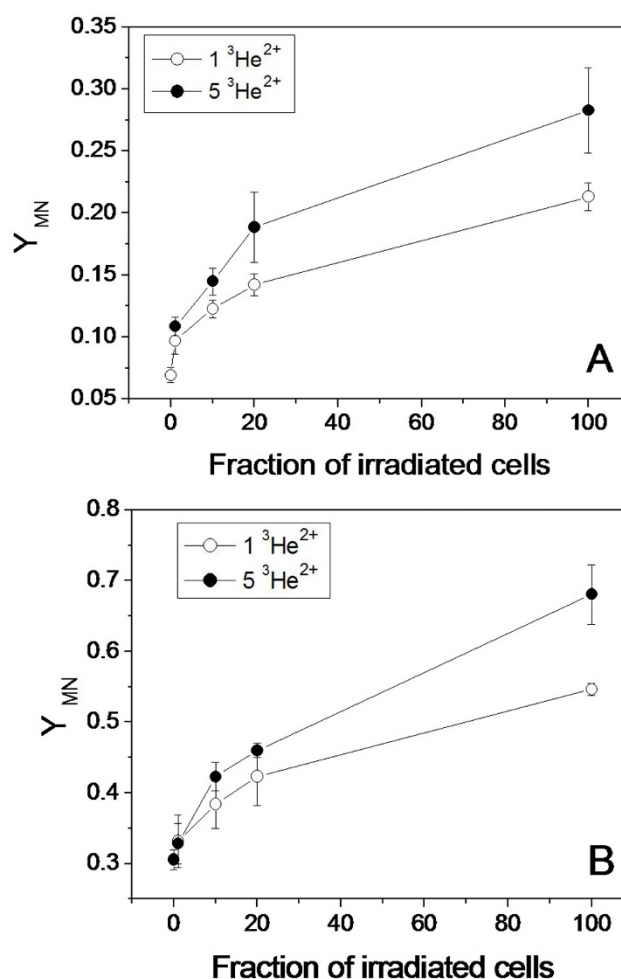 0.35
0.30
0.25
0.20
0.15
0.10
0.05
Y MN
1 ³He²⁺
5 ³He²⁺
A
0 20 40 60 80 100
Fraction of irradiated cells
0.8
0.7
0.6
0.5
0.4
0.3
Y MN
1 ³He²⁺
5 ³He²⁺
B
0 20 40 60 80 100
Fraction of irradiated cells